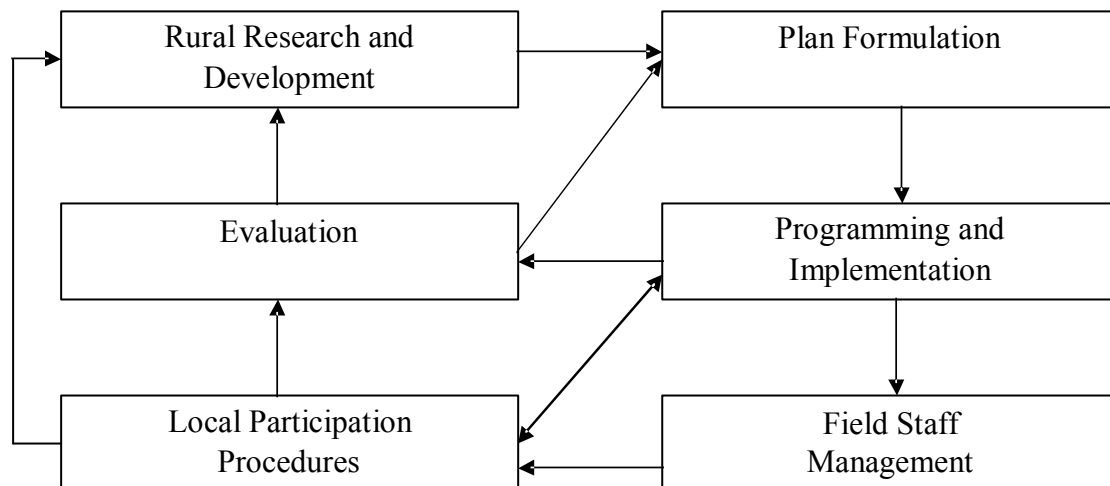 Rural Research and
Development
Plan Formulation
Evaluation
Programming and
Implementation
Local Participation
Procedures
Field Staff
Management